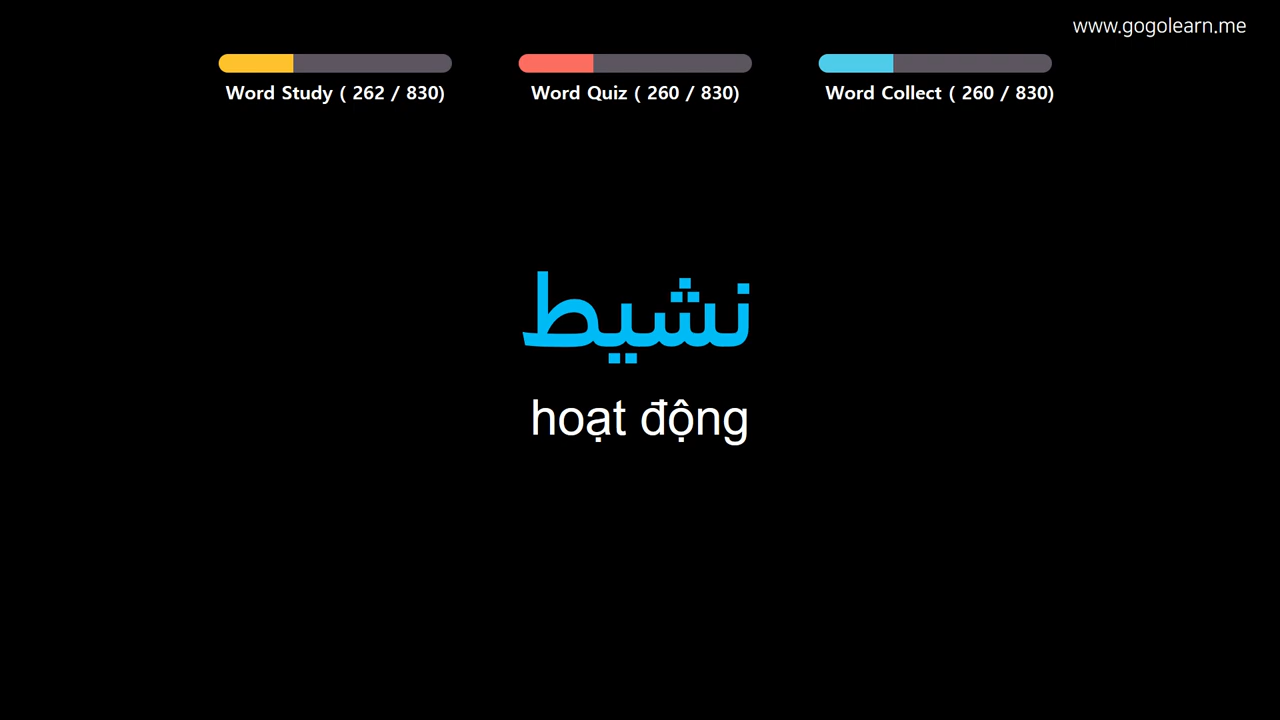 www.gogolearn.me
Word Study ( 262 / 830)
Word Quiz ( 260 / 830)
Word Collect ( 260 / 830)
نشيط
hoạt động